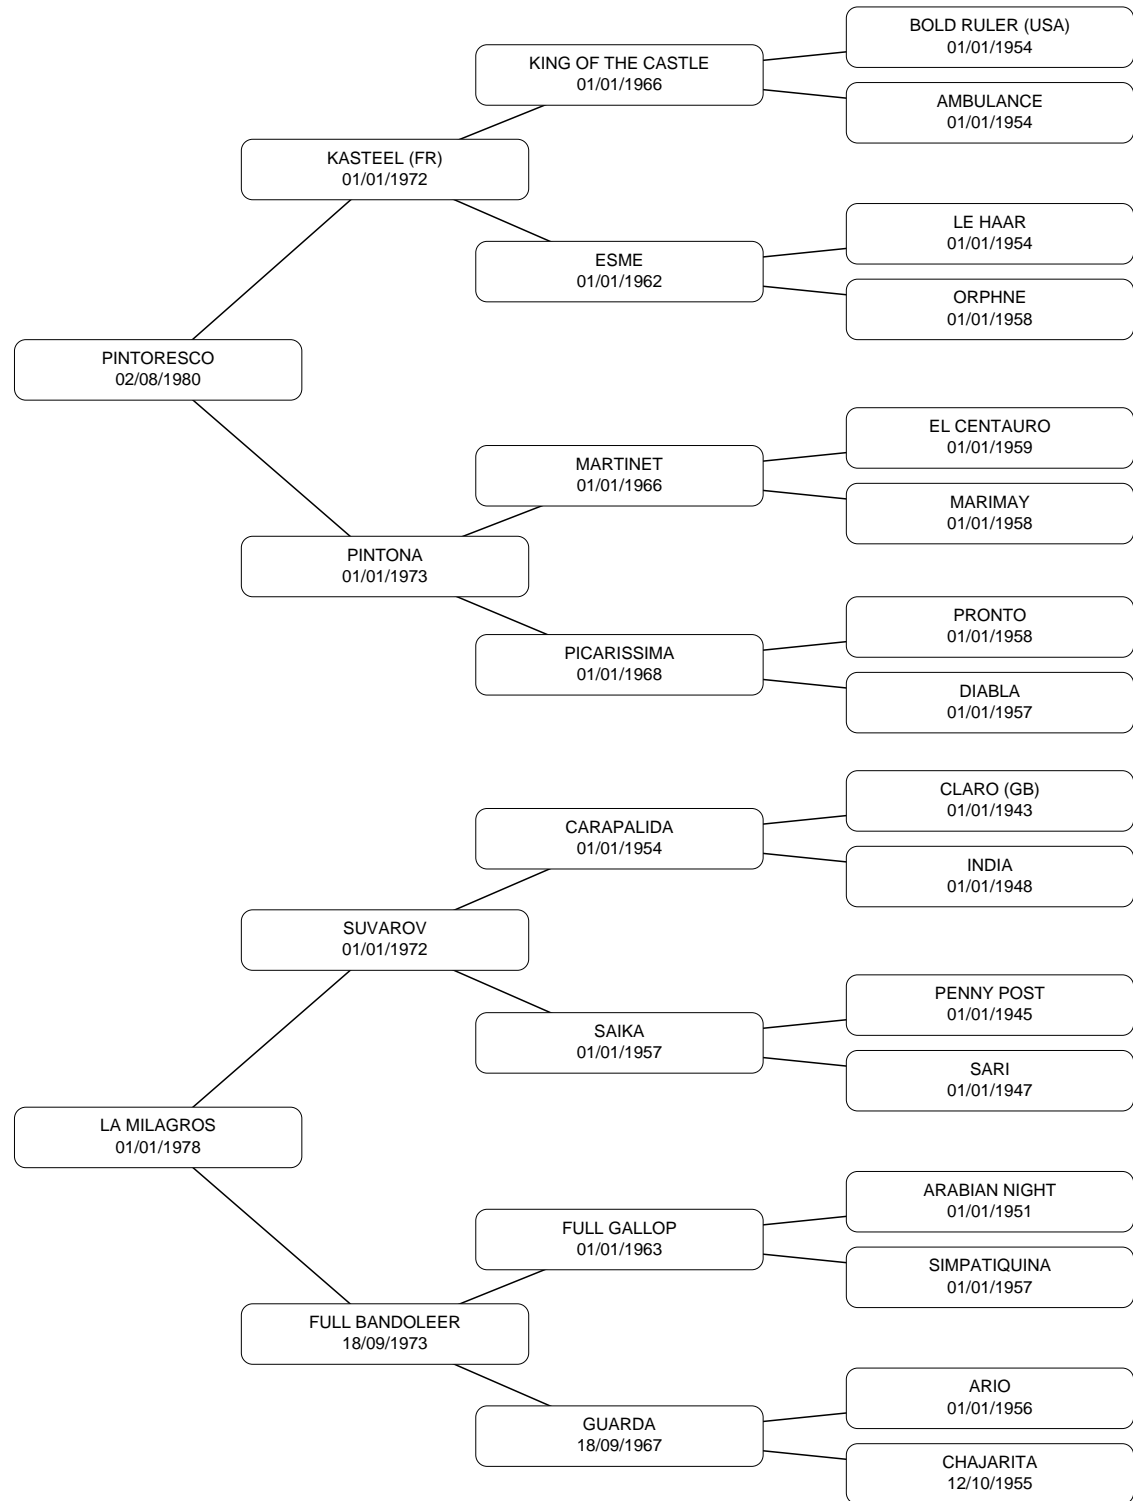 BOLD RULER (USA)
01/01/1954
KING OF THE CASTLE
01/01/1966
AMBULANCE
01/01/1954
KASTEEL (FR)
01/01/1972
LE HAAR
01/01/1954
ESME
01/01/1962
ORPHNE
01/01/1958
PINTORESCO
02/08/1980
EL CENTAURO
01/01/1959
MARTINET
01/01/1966
MARIMAY
01/01/1958
PINTONA
01/01/1973
PRONTO
01/01/1958
PICARISSIMA
01/01/1968
DIABLA
01/01/1957
CLARO (GB)
01/01/1943
CARAPALIDA
01/01/1954
INDIA
01/01/1948
SUVAROV
01/01/1972
PENNY POST
01/01/1945
SAIKA
01/01/1957
SARI
01/01/1947
LA MILAGROS
01/01/1978
ARABIAN NIGHT
01/01/1951
FULL GALLOP
01/01/1963
SIMPATIQUINA
01/01/1957
FULL BANDOLEER
18/09/1973
ARIO
01/01/1956
GUARDA
18/09/1967
CHAJARITA
12/10/1955